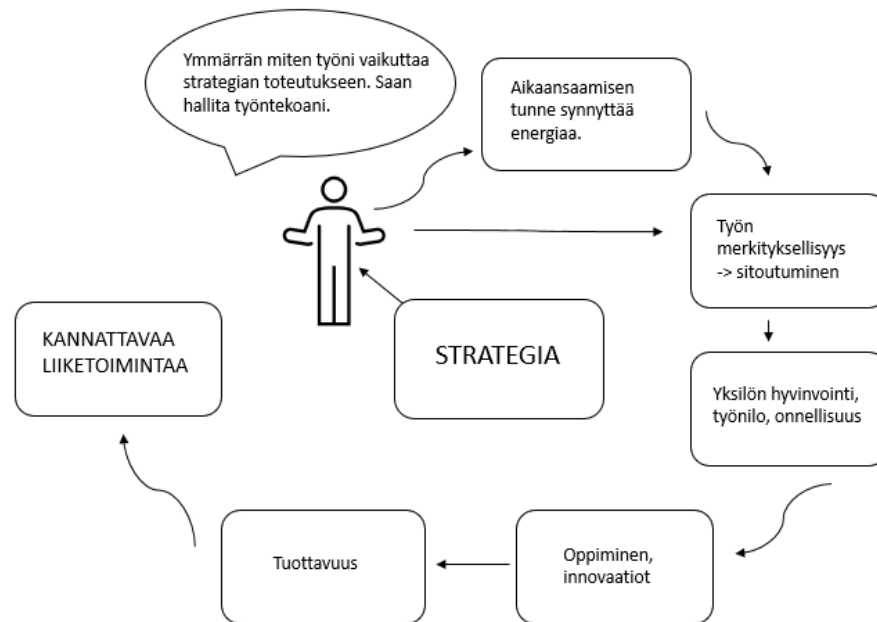 Ymmärrän miten työni vaikuttaa
strategian toteutukseen. Saan
hallita työntekoani.
Aikaansaamisen
tunne synnyttää
energiaa.
Työn
merkityksellisyys
-> sitoutuminen
STRATEGIA
KANNATTAVAA
LIIKETOIMINTAA
Yksilön hyvinvointi,
työnilo, onnellisuus
Oppiminen,
innovaatiot
Tuottavuus